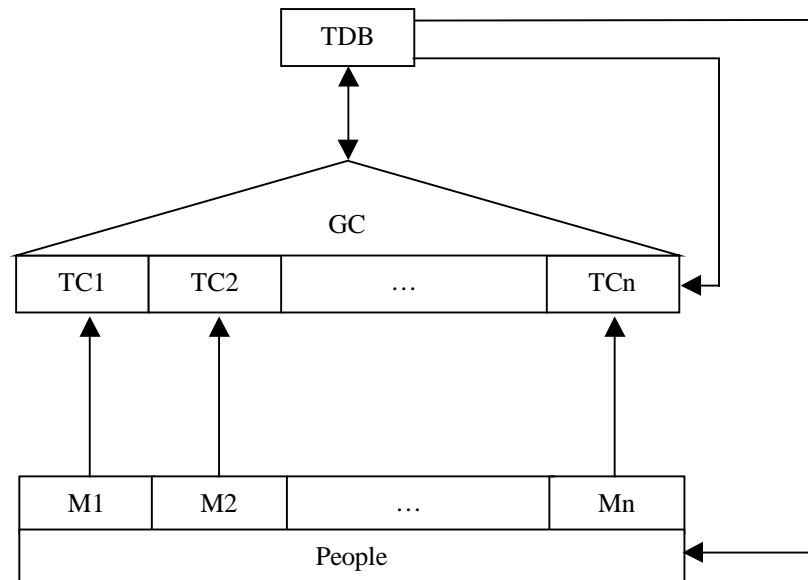 TDB
GC
TC1 TC2 … TCn
M1 M2 … Mn
People